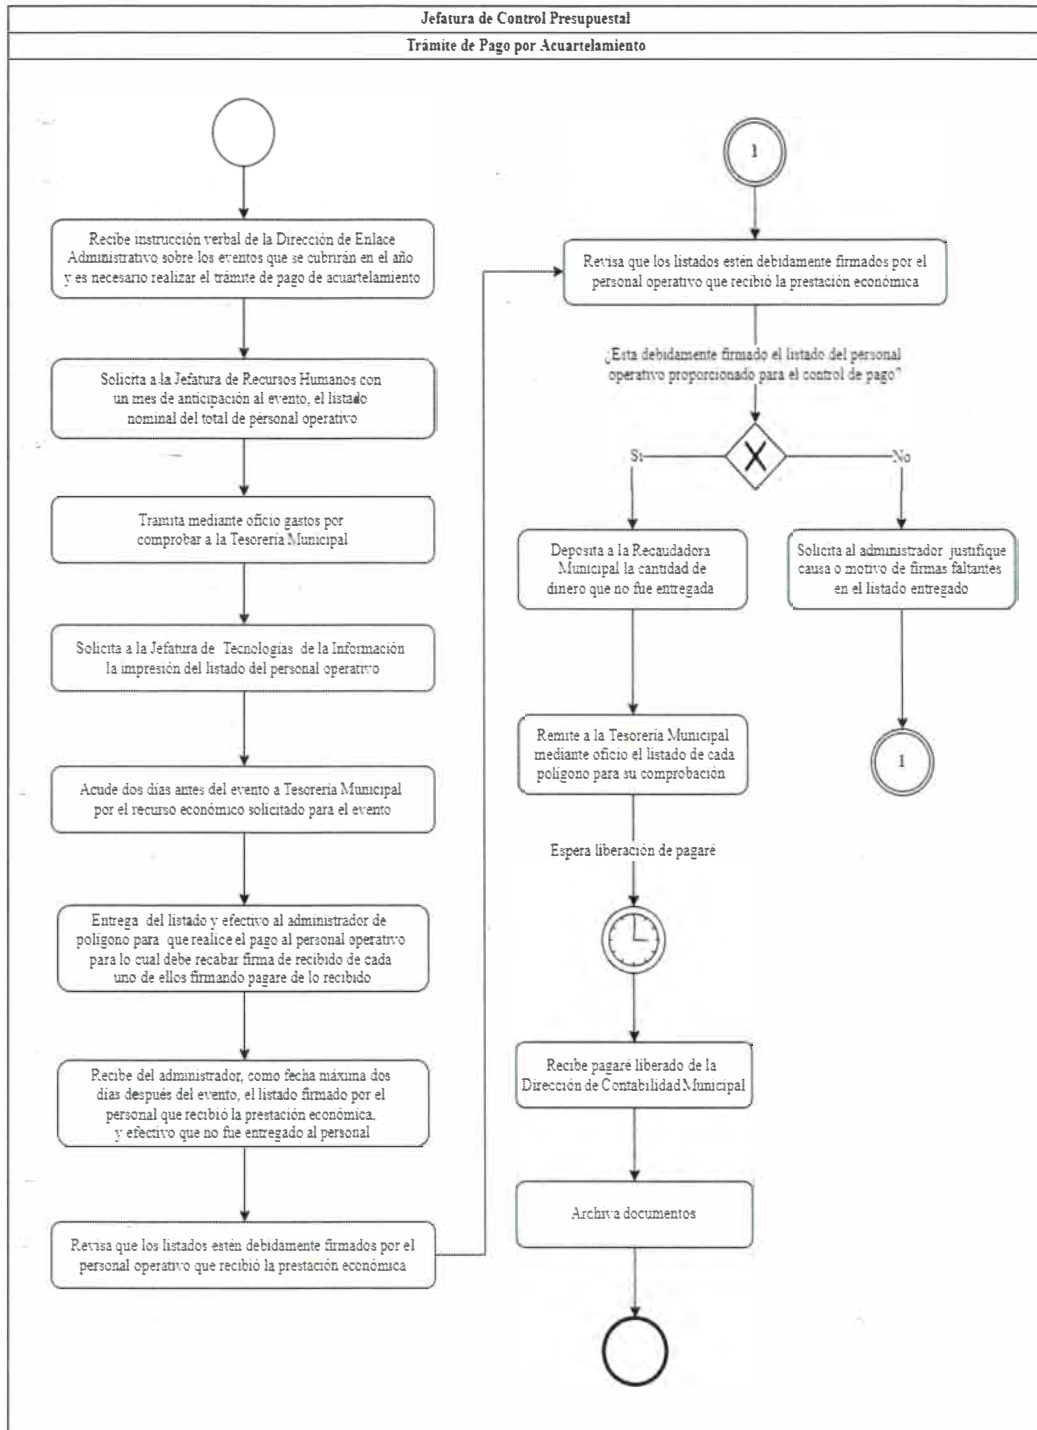 Jefatura de Control Presupuestal
Trámite de Pago por Acuartelamiento
Recibe instrucción verbal de la Dirección de Enlace
Administrativo sobre los eventos que se cubrirán en el año
y es necesario realizar el trámite de pago de acuartelamiento
Solicita a la Jefatura de Recursos Humanos con
un mes de anticipación al evento, el listado
nominal del total de personal operativo
Tramita mediante oficio gastos por
comprobar a la Tesorería Municipal
Solicita a la Jefatura de Tecnologías de la Información
la impresión del listado del personal operativo
Acude dos días antes del evento a Tesorería Municipal
por el recurso económico solicitado para el evento
Entrega del listado y efectivo al administrador de
polígono para que realice el pago al personal operativo
para lo cual debe recabar firma de recibido de cada
uno de ellos firmando pagare de lo recibido
Recibe del administrador, como fecha máxima dos
días después del evento, el listado firmado por el
personal que recibió la prestación económica,
y efectivo que no fue entregado al personal
Revisa que los listados estén debidamente firmados por el
personal operativo que recibió la prestación económica
1
Revisa que los listados estén debidamente firmados por el
personal operativo que recibió la prestación económica
¿Esta debidamente firmado el listado del personal
operativo proporcionado para el control de pago?
Si
No
Deposita a la Recaudadora
Municipal la cantidad de
dinero que no fue entregada
Solicita al administrador justifique
causa o motivo de firmas faltantes
en el listado entregado
Remite a la Tesorería Municipal
mediante oficio el listado de cada
polígono para su comprobación
1
Espera liberación de pagaré
Recibe pagaré liberado de la
Dirección de Contabilidad Municipal
Archiva documentos